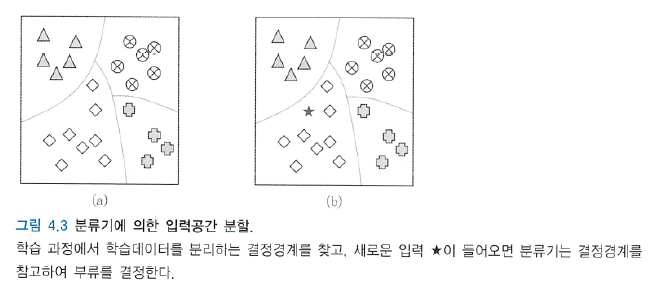 (a)
(b)
그림 4.3 분류기에 의한 입력공간 분할.
학습 과정에서 학습데이터를 분리하는 결정경계를 찾고, 새로운 입력 ★이 들어오면 분류기는 결정경계를
참고하여 부류를 결정한다.